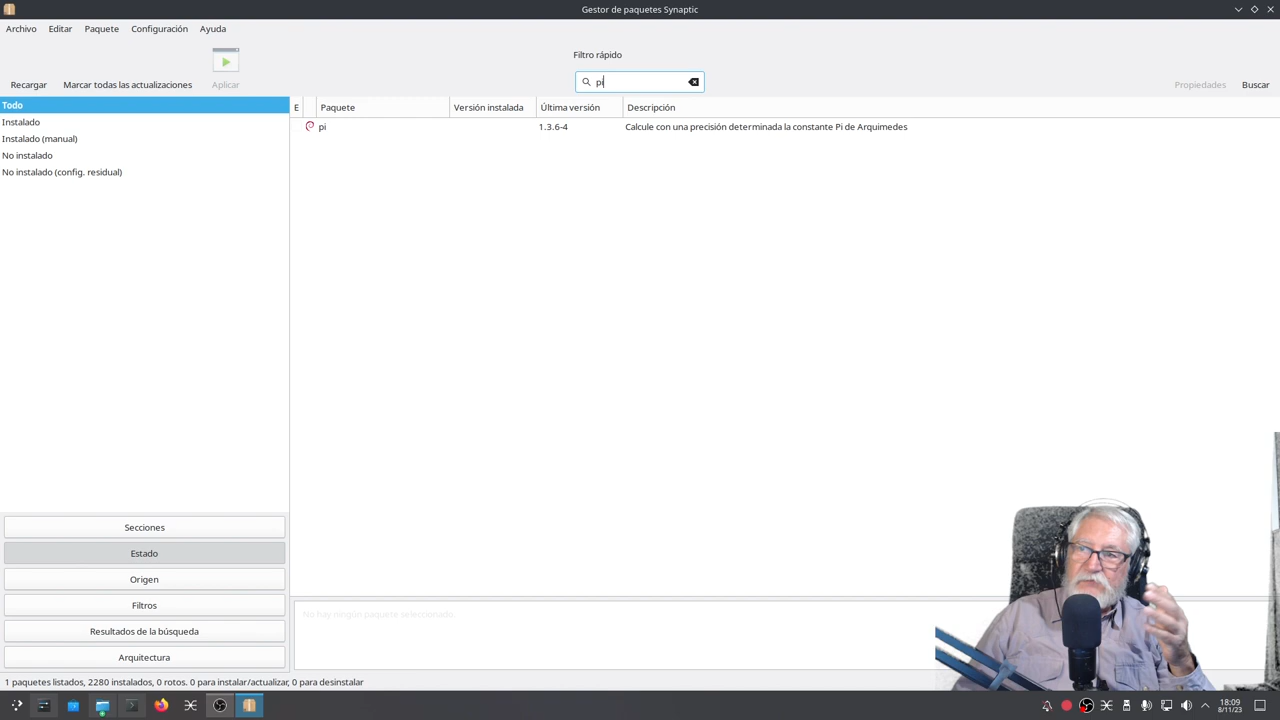 Gestor de paquetes Synaptic
Archivo Editar Paquete Configuración Ayuda
Filtro rápido
Recargar Marcar todas las actualizaciones Aplicar pi Propiedades Buscar
Todo
Instalado
Instalado (manual)
No instalado
No instalado (config. residual)
E Paquete Versión instalada Última versión Descripción
pi 1.3.6-4 Calcule con una precisión determinada la constante Pi de Arquimedes
Secciones
Estado
Origen
Filtros
Resultados de la búsqueda
Arquitectura
No hay ningún paquete seleccionado.
1 paquetes listados, 2280 instalados, 0 rotos. 0 para instalar/actualizar, 0 para desinstalar
18:09
8/11/23